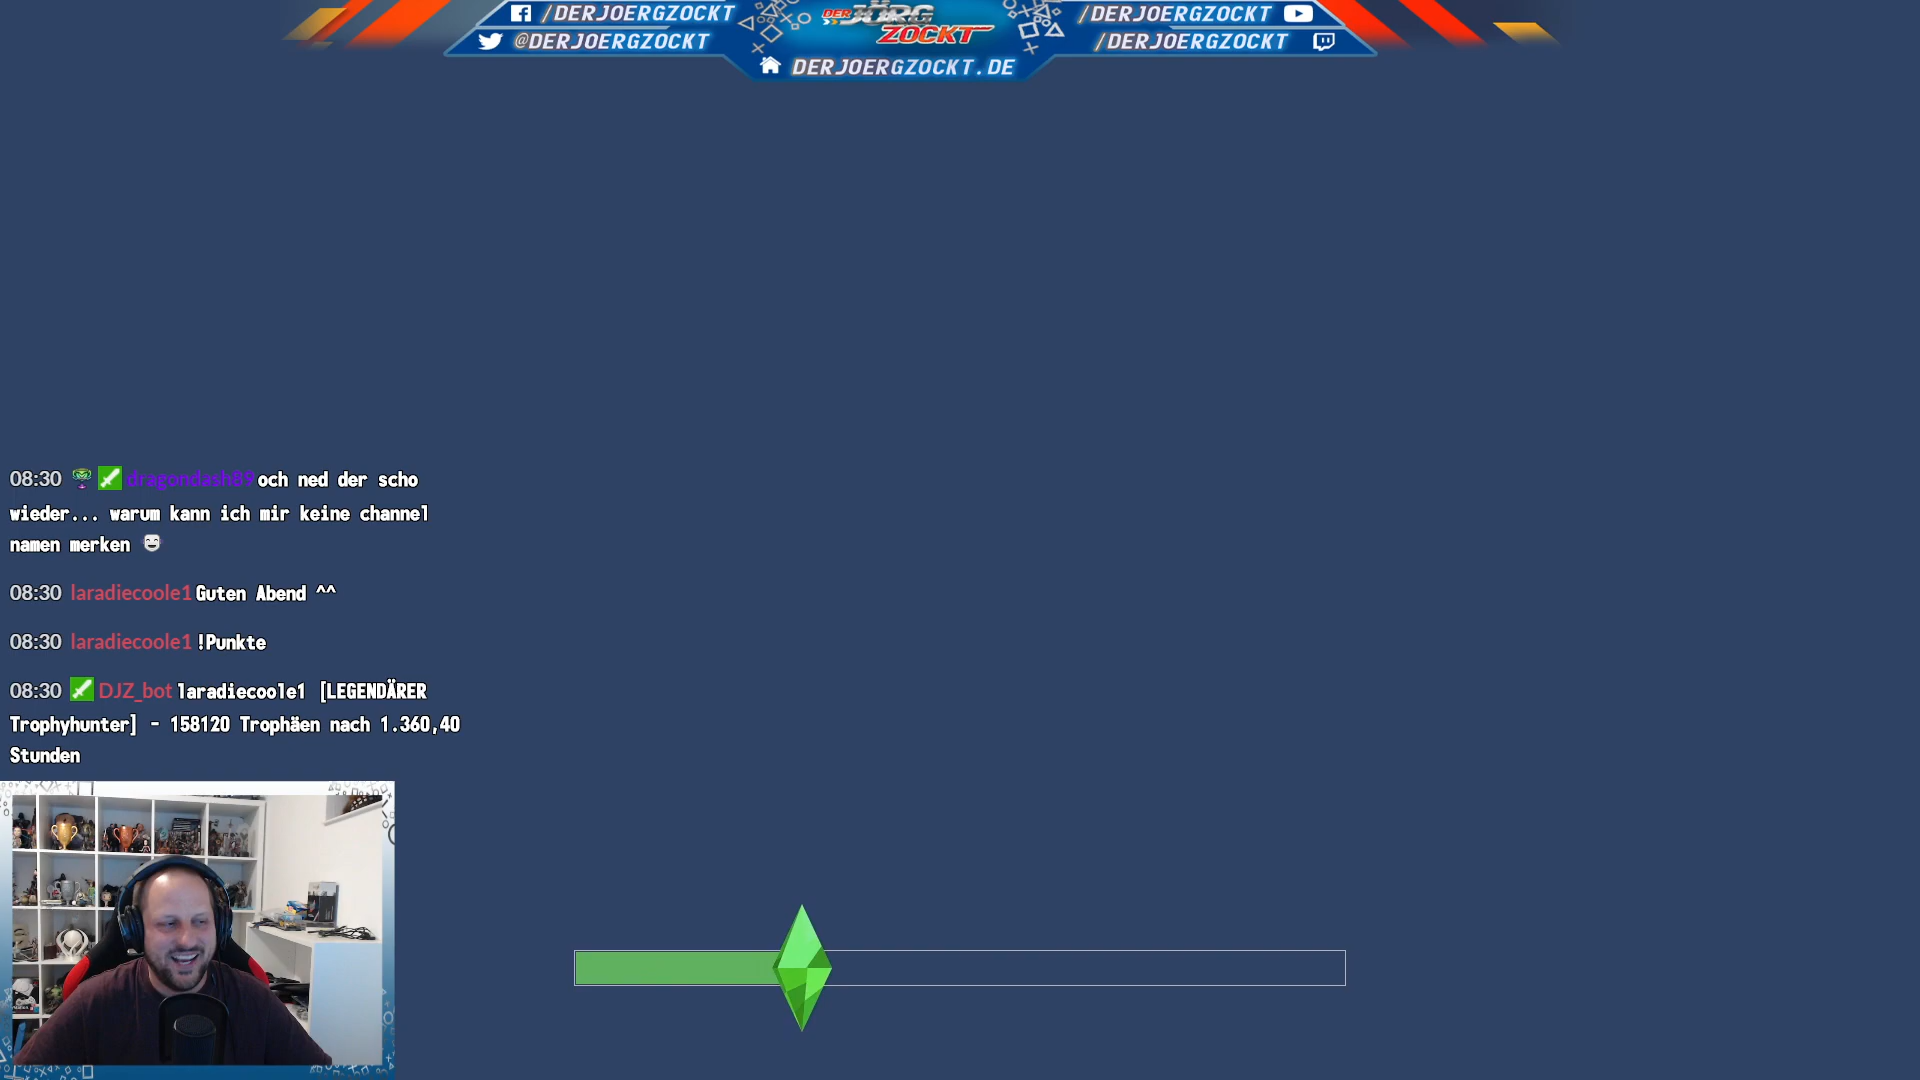 /DERJOERGZOCKT
@DERJOERGZOCKT
DER JÖRG
ZOCKT
/DERJOERGZOCKT
/DERJOERGZOCKT
DERJOERGZOCKT.DE
08:30 dragondash89 och ned der scho
wieder... warum kann ich mir keine channel
namen merken
08:30 laradiecoole1 Guten Abend ^^
08:30 laradiecoole1 !Punkte
08:30 DJZ_bot laradiecoole1 [LEGENDÄRER
Trophyhunter] - 158120 Trophäen nach 1.360,40
Stunden